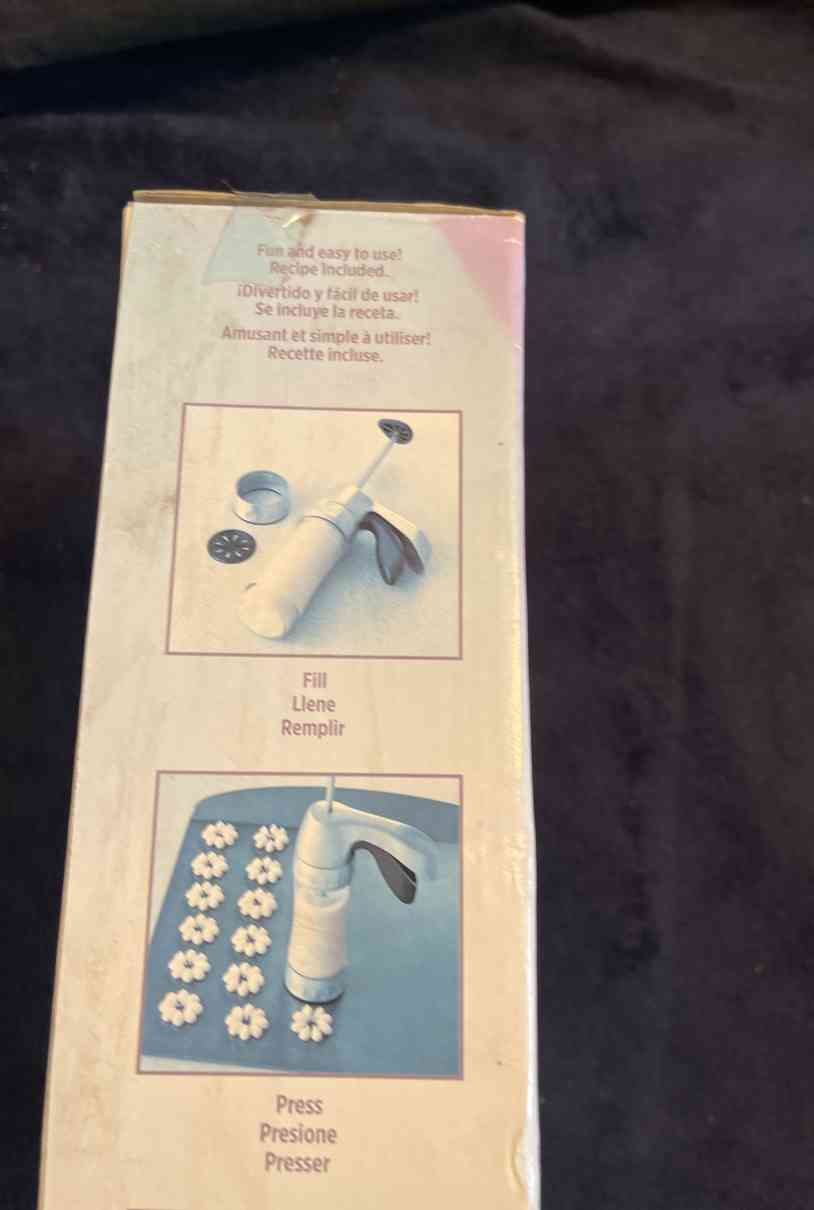 Fun and easy to use!
Recipe Included.
¡Divertido y fácil de usar!
Se incluye la receta.
Amusant et simple à utiliser!
Recette incluse.
Fill
Llene
Remplir
Press
Presione
Presser